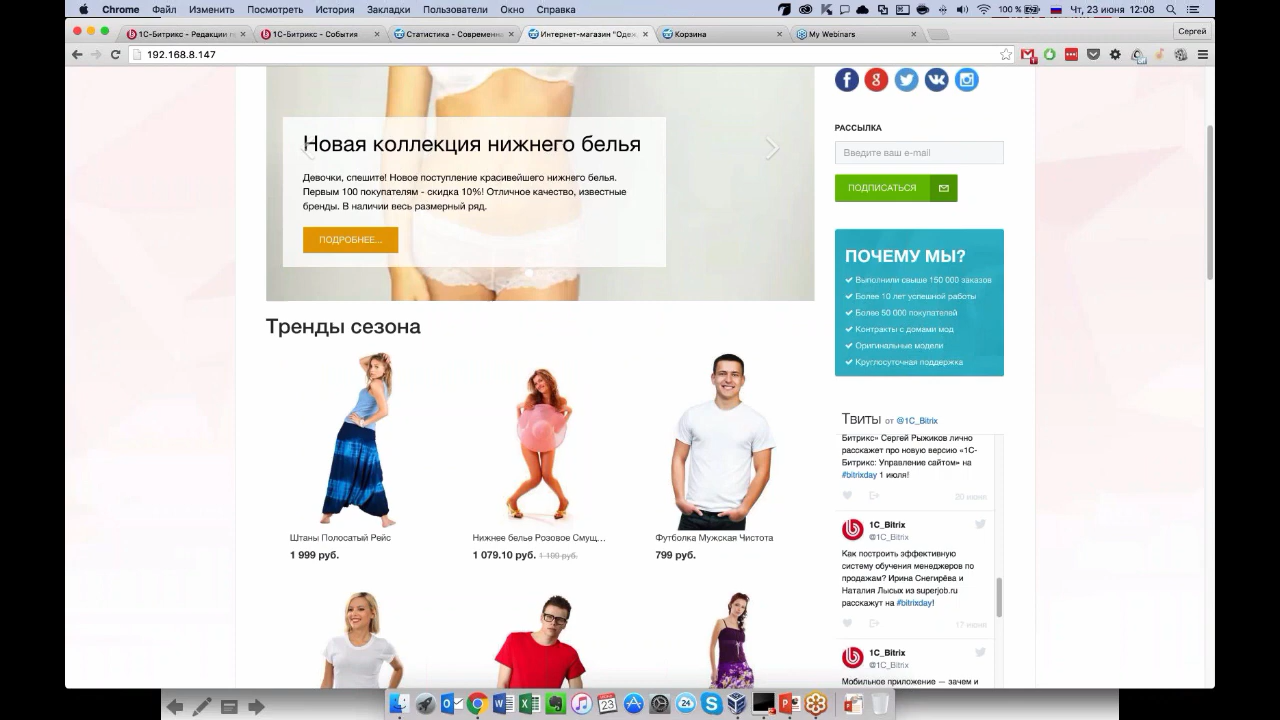 Chrome Файл Изменить Посмотреть История Закладки Пользователи Окно Справка 100 % Чт, 23 июня 12:08
1С-Битрикс - Редакции 1С-Битрикс - События Статистика - Современна Интернет-магазин "Одеж Корзина My Webinars Сергей
192.168.8.147
Новая коллекция нижнего белья
Девочки, спешите! Новое поступление красивейшего нижнего белья.
Первым 100 покупателям - скидка 10%! Отличное качество, известные
бренды. В наличии весь размерный ряд.
ПОДРОБНЕЕ...
РАССЫЛКА
Введите ваш e-mail
ПОДПИСАТЬСЯ
ПОЧЕМУ МЫ?
Выполнили свыше 150 000 заказов
Более 10 лет успешной работы
Более 50 000 покупателей
Контракты с домами мод
Оригинальные модели
Круглосуточная поддержка
Тренды сезона
Штаны Полосатый Рейс
1 999 руб.
Нижнее белье Розовое Смущ...
1 079.10 руб. 1 199 руб.
Футболка Мужская Чистота
799 руб.
Твиты от @1C_Bitrix
Битрикс» Сергей Рыжиков лично
расскажет про новую версию «1С-
Битрикс: Управление сайтом» на
#bitrixday 1 июля!
20 июня
1C_Bitrix
@1C_Bitrix
Как построить эффективную
систему обучения менеджеров по
продажам? Ирина Снегирёва и
Наталия Лысых из superjob.ru
расскажут на #bitrixday!
17 июня
1C_Bitrix
@1C_Bitrix
Мобильное приложение — зачем и
23
24